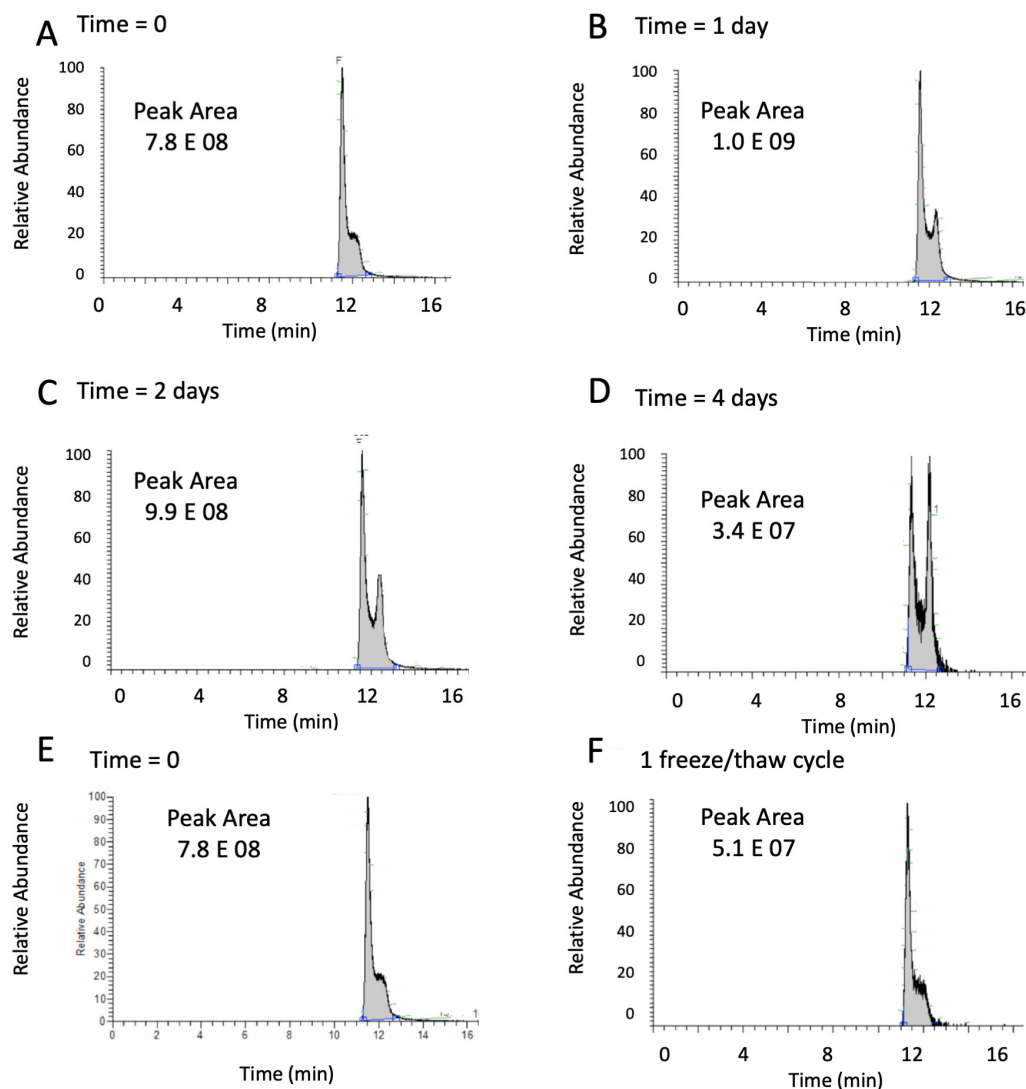 A Time = 0
F
Peak Area
7.8 E 08
Relative Abundance
100
80
60
40
20
0
0 4 8 12 16
Time (min)
B Time = 1 day
Peak Area
1.0 E 09
Relative Abundance
100
80
60
40
20
0
0 4 8 12 16
Time (min)
C Time = 2 days
Peak Area
9.9 E 08
Relative Abundance
100
80
60
40
20
0
0 4 8 12 16
Time (min)
D Time = 4 days
Peak Area
3.4 E 07
Relative Abundance
100
80
60
40
20
0
0 4 8 12 16
Time (min)
E Time = 0
Peak Area
7.8 E 08
Relative Abundance
Relative Abundance
100
90
80
70
60
50
40
30
20
10
0
0 2 4 6 8 10 12 14 16
Time (min)
F 1 freeze/thaw cycle
Peak Area
5.1 E 07
Relative Abundance
100
80
60
40
20
0
0 4 8 12 16
Time (min)